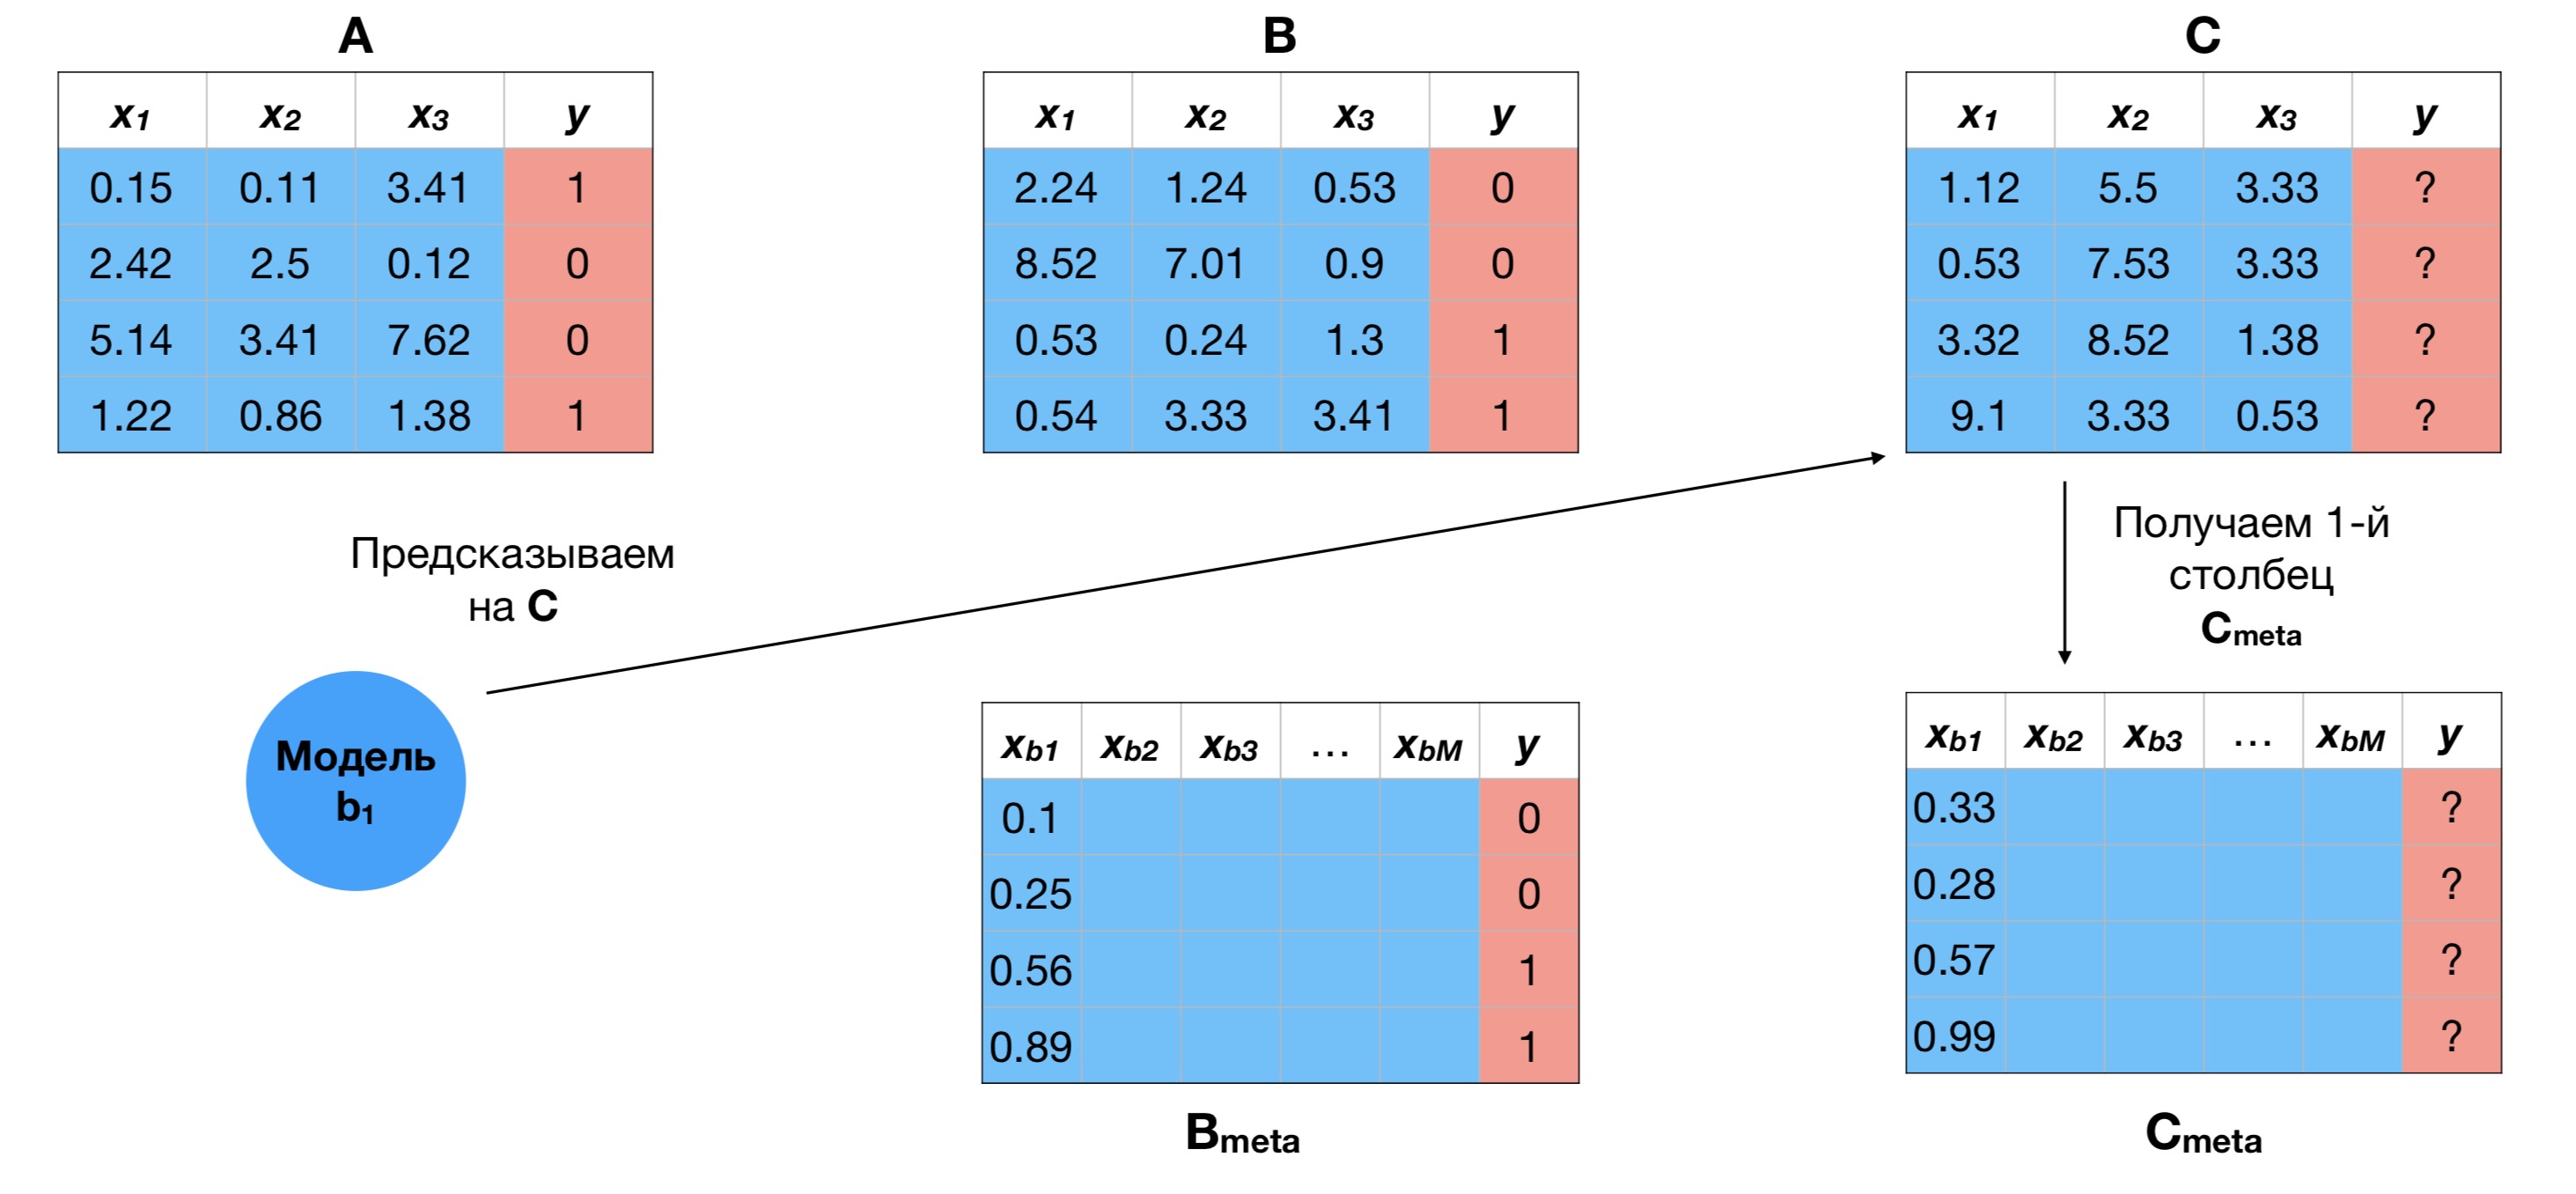 A
x₁ x₂ x₃ y
0.15 0.11 3.41 1
2.42 2.5 0.12 0
5.14 3.41 7.62 0
1.22 0.86 1.38 1
B
x₁ x₂ x₃ y
2.24 1.24 0.53 0
8.52 7.01 0.9 0
0.53 0.24 1.3 1
0.54 3.33 3.41 1
C
x₁ x₂ x₃ y
1.12 5.5 3.33 ?
0.53 7.53 3.33 ?
3.32 8.52 1.38 ?
9.1 3.33 0.53 ?
Предсказываем
на C
Получаем 1-й
столбец
Cmeta
Модель
b₁
xb1 xb2 xb3 ... xbM y
0.1 0
0.25 0
0.56 1
0.89 1
Bmeta
xb1 xb2 xb3 ... xbM y
0.33 ?
0.28 ?
0.57 ?
0.99 ?
Cmeta